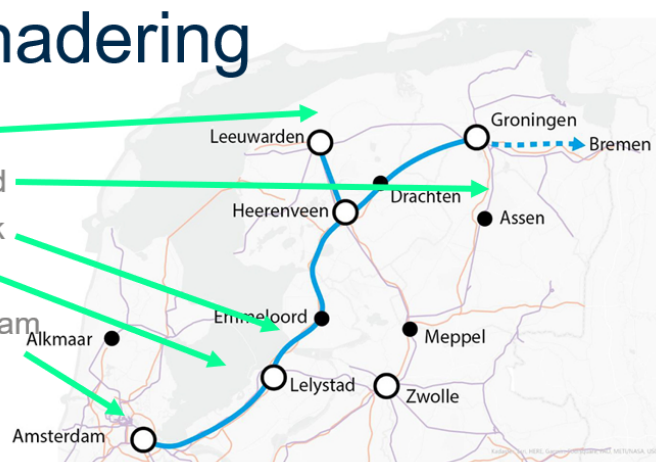 nadering
Groningen
Leeuwarden
Bremen
d
Drachten
Heerenveen
k
Assen
Emmeloord
am
Alkmaar
Meppel
Lelystad
Zwolle
Amsterdam